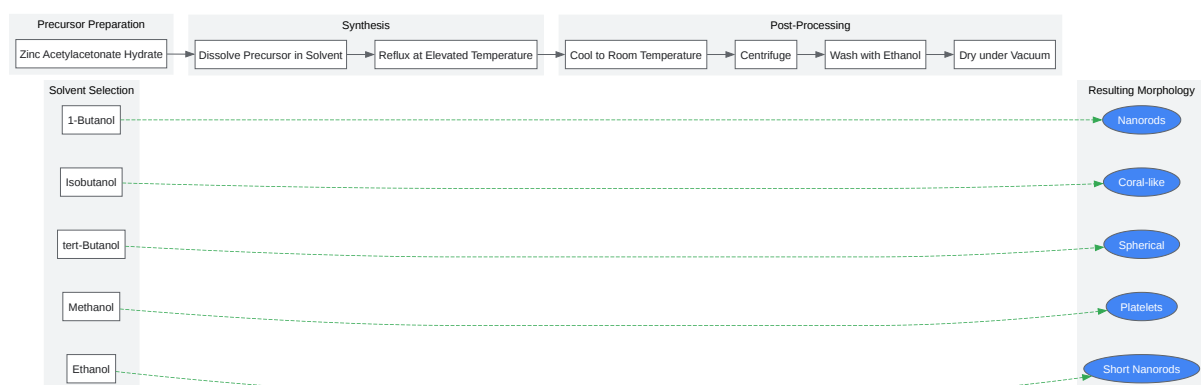 Precursor Preparation
Synthesis
Post-Processing
Zinc Acetylacetonate Hydrate
Dissolve Precursor in Solvent
Reflux at Elevated Temperature
Cool to Room Temperature
Centrifuge
Wash with Ethanol
Dry under Vacuum
Solvent Selection
Resulting Morphology
1-Butanol
Nanorods
Isobutanol
Coral-like
tert-Butanol
Spherical
Methanol
Platelets
Ethanol
Short Nanorods